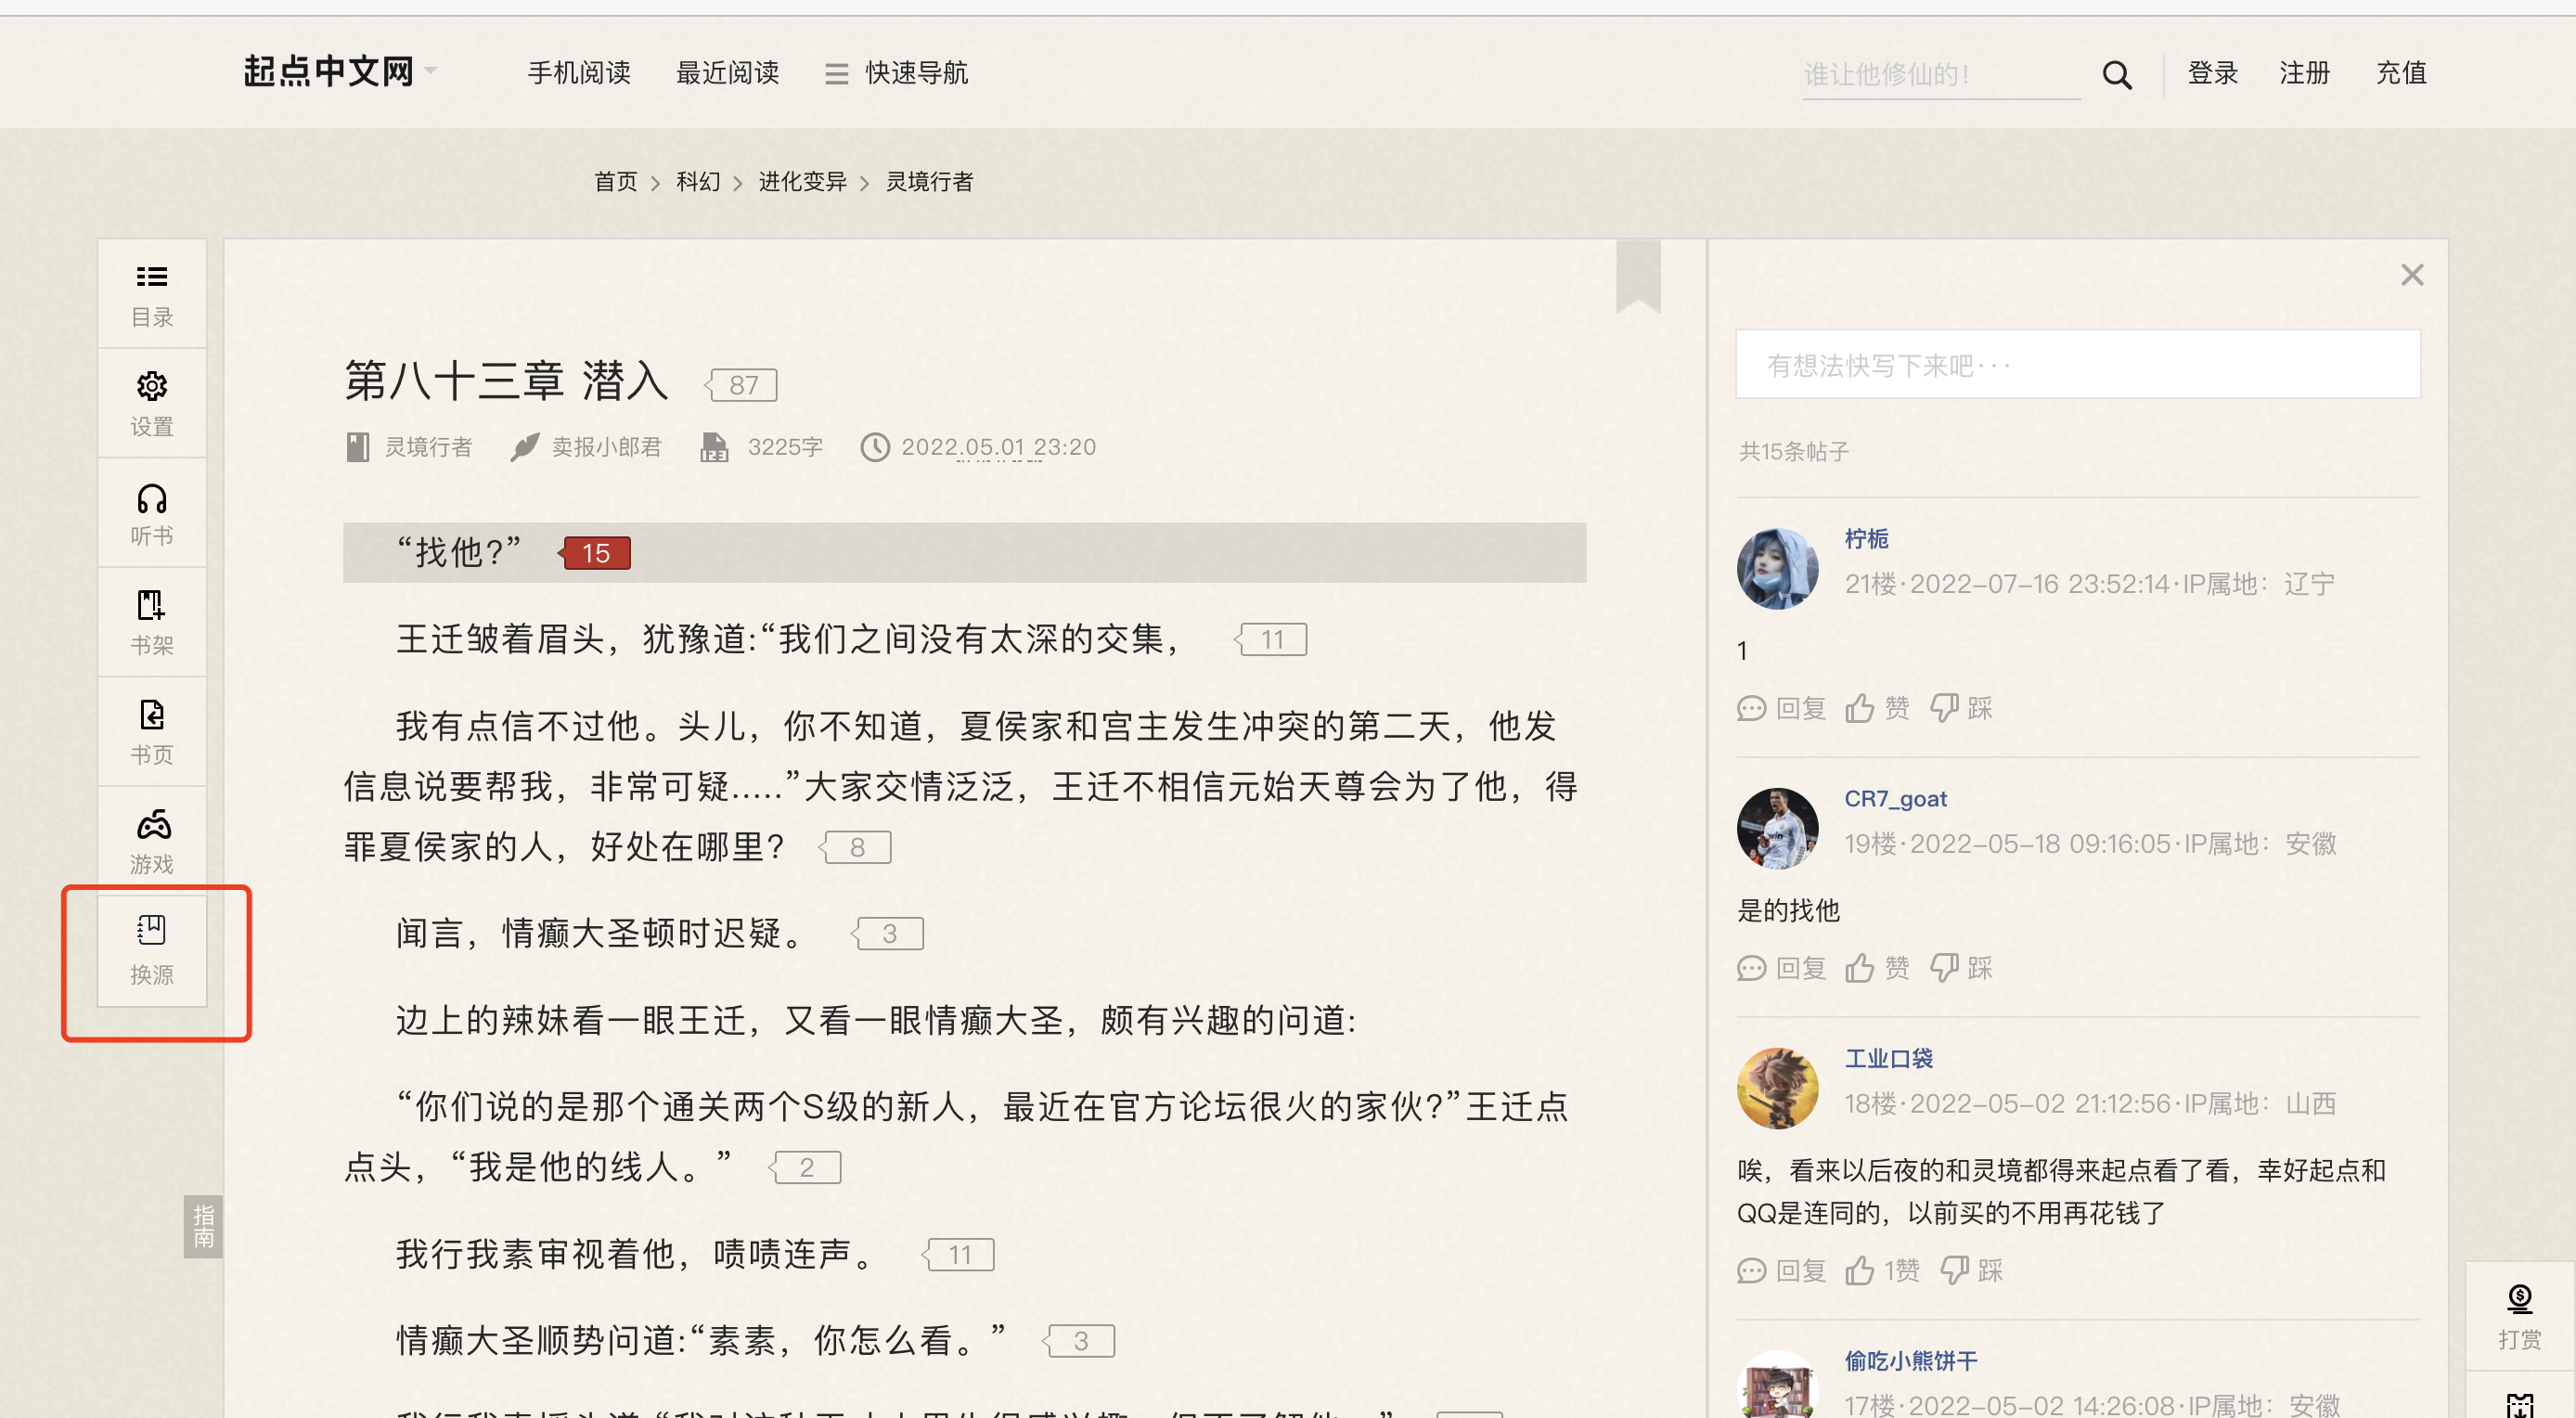 起点中文网
手机阅读 最近阅读 快速导航
谁让他修仙的！
登录 注册 充值
首页 > 科幻 > 进化变异 > 灵境行者
目录
设置
听书
书架
书页
游戏
换源
指南
第八十三章 潜入 87
灵境行者 卖报小郎君 3225字 2022.05.01 23:20
“找他?” 15
王迁皱着眉头，犹豫道:“我们之间没有太深的交集， 11
我有点信不过他。头儿，你不知道，夏侯家和宫主发生冲突的第二天，他发
信息说要帮我，非常可疑.....”大家交情泛泛，王迁不相信元始天尊会为了他，得
罪夏侯家的人，好处在哪里? 8
闻言，情癫大圣顿时迟疑。 3
边上的辣妹看一眼王迁，又看一眼情癫大圣，颇有兴趣的问道:
“你们说的是那个通关两个S级的新人，最近在官方论坛很火的家伙?”王迁点
点头，“我是他的线人。” 2
我行我素审视着他，啧啧连声。 11
情癫大圣顺势问道:“素素，你怎么看。” 3
有想法快写下来吧···
共15条帖子
柠栀
21楼·2022-07-16 23:52:14·IP属地：辽宁
1
回复 赞 踩
CR7_goat
19楼·2022-05-18 09:16:05·IP属地：安徽
是的找他
回复 赞 踩
工业口袋
18楼·2022-05-02 21:12:56·IP属地：山西
唉，看来以后夜的和灵境都得来起点看了看，幸好起点和
QQ是连同的，以前买的不用再花钱了
回复 1赞 踩
偷吃小熊饼干
17楼·2022-05-02 14:26:08·IP属地：安徽
打赏